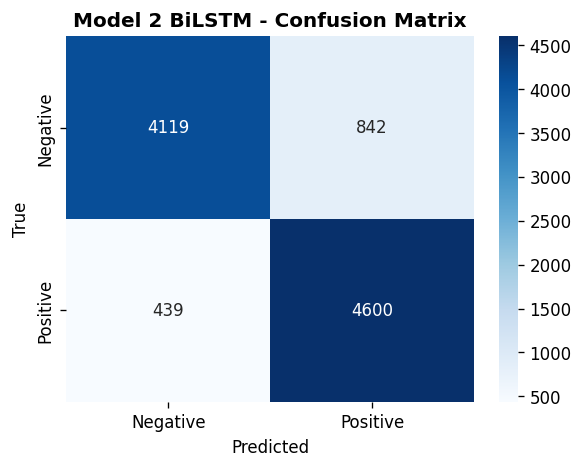 Model 2 BiLSTM - Confusion Matrix
True
Negative
4119
842
Positive
439
4600
Negative
Positive
Predicted
4500
4000
3500
3000
2500
2000
1500
1000
500